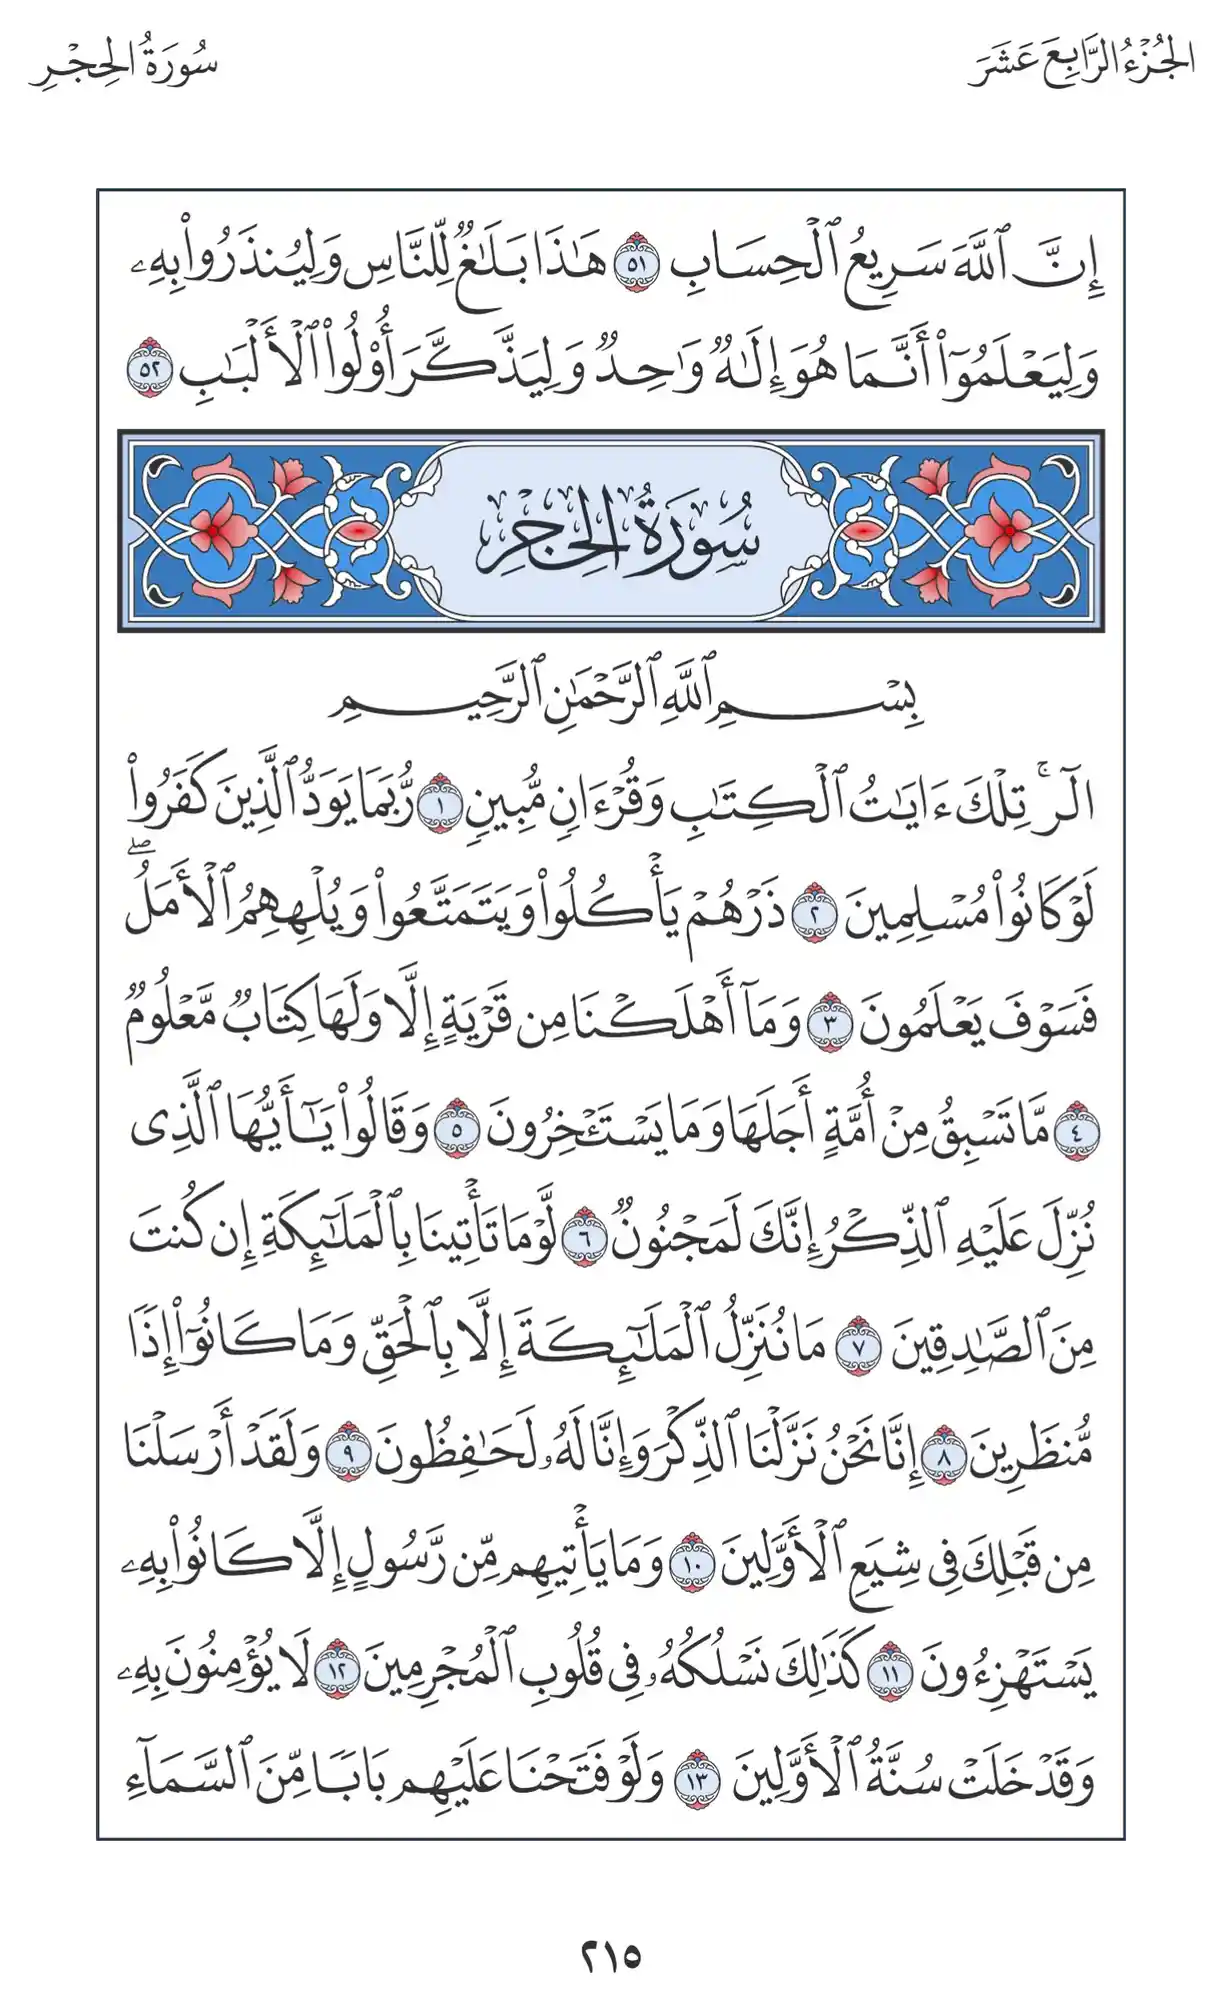 الجُزْءُ الرَّابِعَ عَشَرَ
سُورَةُ الحِجْرِ
إِنَّ ٱللَّهَ سَرِيعُ ٱلْحِسَابِ ٥١ هَٰذَا بَلَٰغٌ لِّلنَّاسِ وَلِيُنذَرُوا۟ بِهِۦ
وَلِيَعْلَمُوٓا۟ أَنَّمَا هُوَ إِلَٰهٌ وَٰحِدٌ وَلِيَذَّكَّرَ أُو۟لُوا۟ ٱلْأَلْبَٰبِ ٥٢
سُورَةُ الحِجْرِ
بِسْمِ ٱللَّهِ ٱلرَّحْمَٰنِ ٱلرَّحِيمِ
الٓرۚ تِلْكَ ءَايَٰتُ ٱلْكِتَٰبِ وَقُرْءَانٍ مُّبِينٍ ١ رُّبَمَا يَوَدُّ ٱلَّذِينَ كَفَرُوا۟
لَوْ كَانُوا۟ مُسْلِمِينَ ٢ ذَرْهُمْ يَأْكُلُوا۟ وَيَتَمَتَّعُوا۟ وَيُلْهِهِمُ ٱلْأَمَلُۖ
فَسَوْفَ يَعْلَمُونَ ٣ وَمَآ أَهْلَكْنَا مِن قَرْيَةٍ إِلَّا وَلَهَا كِتَابٌ مَّعْلُومٌ
٤ مَّا تَسْبِقُ مِنْ أُمَّةٍ أَجَلَهَا وَمَا يَسْتَـْٔخِرُونَ ٥ وَقَالُوا۟ يَٰٓأَيُّهَا ٱلَّذِى
نُزِّلَ عَلَيْهِ ٱلذِّكْرُ إِنَّكَ لَمَجْنُونٌ ٦ لَّوْ مَا تَأْتِينَا بِٱلْمَلَٰٓئِكَةِ إِن كُنتَ
مِنَ ٱلصَّٰدِقِينَ ٧ مَا نُنَزِّلُ ٱلْمَلَٰٓئِكَةَ إِلَّا بِٱلْحَقِّ وَمَا كَانُوٓا۟ إِذًا
مُّنظَرِينَ ٨ إِنَّا نَحْنُ نَزَّلْنَا ٱلذِّكْرَ وَإِنَّا لَهُۥ لَحَٰفِظُونَ ٩ وَلَقَدْ أَرْسَلْنَا
مِن قَبْلِكَ فِى شِيَعِ ٱلْأَوَّلِينَ ١٠ وَمَا يَأْتِيهِم مِّن رَّسُولٍ إِلَّا كَانُوا۟ بِهِۦ
يَسْتَهْزِءُونَ ١١ كَذَٰلِكَ نَسْلُكُهُۥ فِى قُلُوبِ ٱلْمُجْرِمِينَ ١٢ لَا يُؤْمِنُونَ بِهِۦ
وَقَدْ خَلَتْ سُنَّةُ ٱلْأَوَّلِينَ ١٣ وَلَوْ فَتَحْنَا عَلَيْهِم بَابًا مِّنَ ٱلسَّمَآءِ
٢١٥